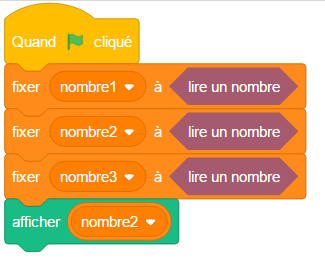 Quand cliqué
fixer nombre1 à lire un nombre
fixer nombre2 à lire un nombre
fixer nombre3 à lire un nombre
afficher nombre2